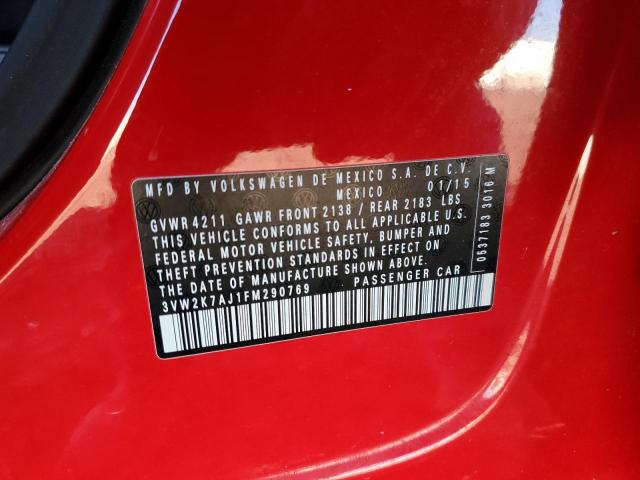 MFD BY VOLKSWAGEN DE MEXICO S.A. DE C.V.
MEXICO 01/15
GVWR 4211 GAWR FRONT 2138 / REAR 2183 LBS
THIS VEHICLE CONFORMS TO ALL APPLICABLE U.S.
FEDERAL MOTOR VEHICLE SAFETY, BUMPER AND
THEFT PREVENTION STANDARDS IN EFFECT ON
THE DATE OF MANUFACTURE SHOWN ABOVE.
3VW2K7AJ1FM290769 PASSENGER CAR
0537183 3016 M